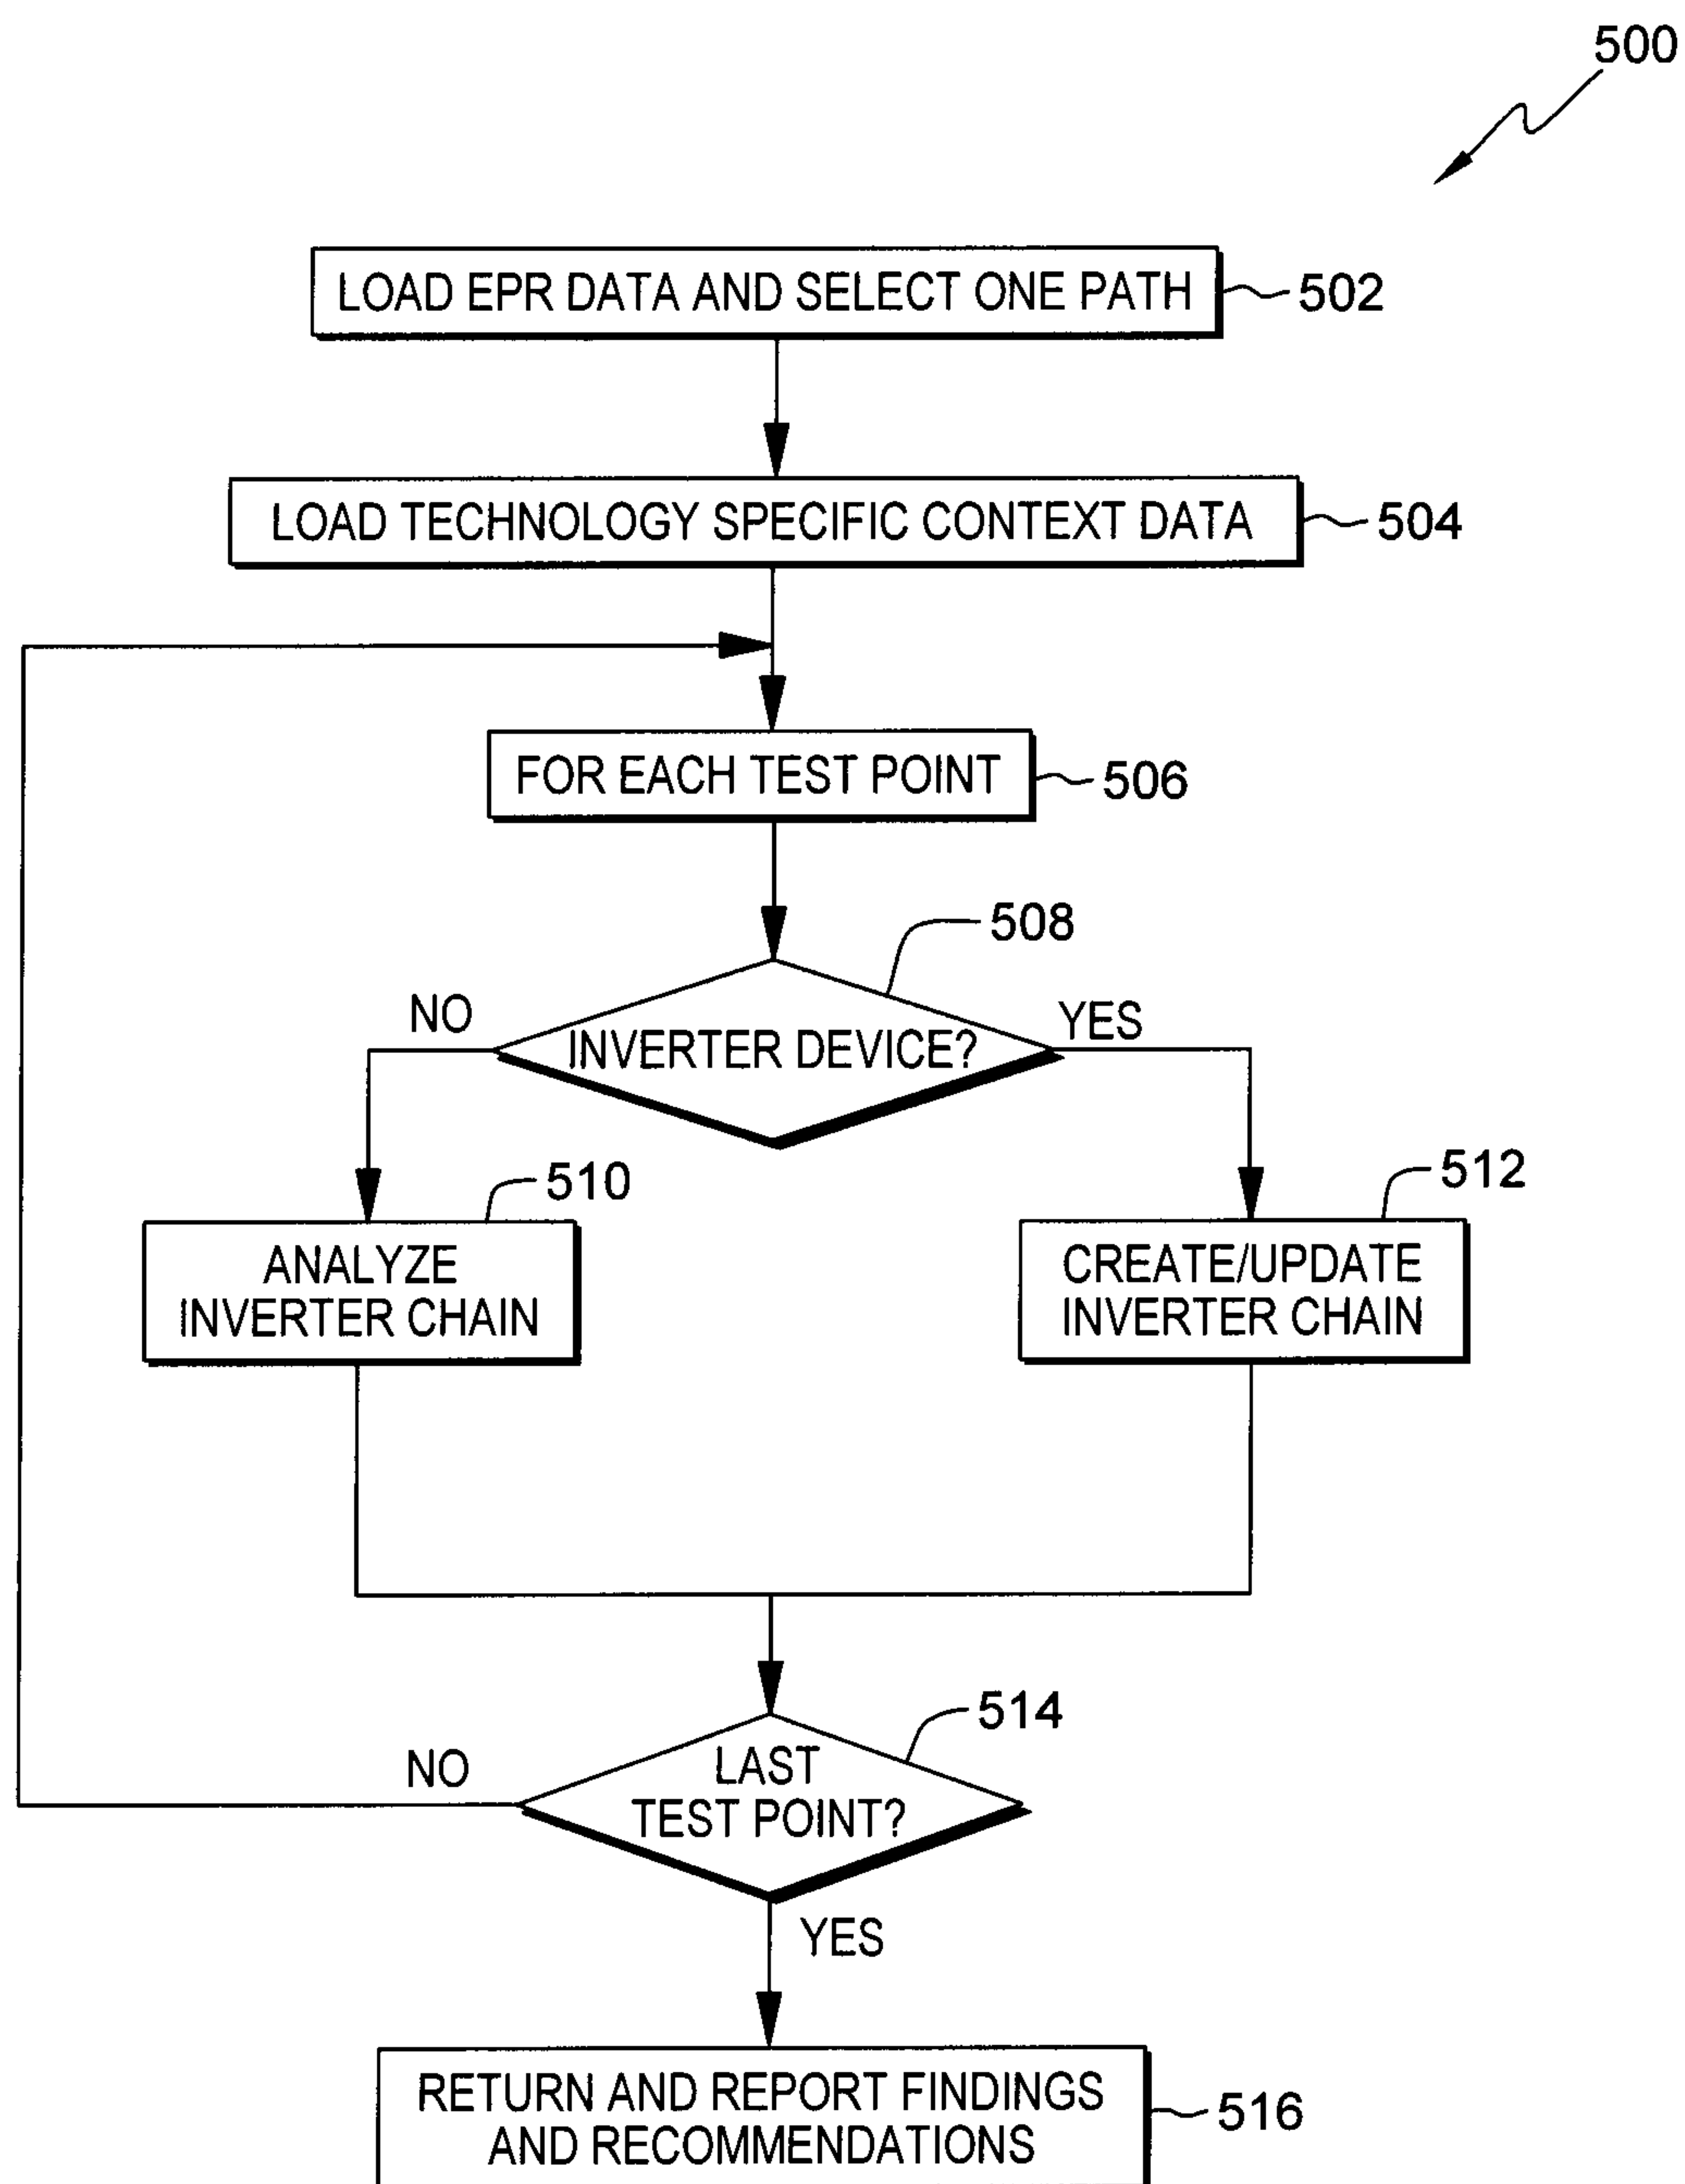 500
LOAD EPR DATA AND SELECT ONE PATH
502
LOAD TECHNOLOGY SPECIFIC CONTEXT DATA
504
FOR EACH TEST POINT
506
508
NO
YES
INVERTER DEVICE?
510
512
ANALYZE
INVERTER CHAIN
CREATE/UPDATE
INVERTER CHAIN
514
NO
LAST
TEST POINT?
YES
RETURN AND REPORT FINDINGS
AND RECOMMENDATIONS
516